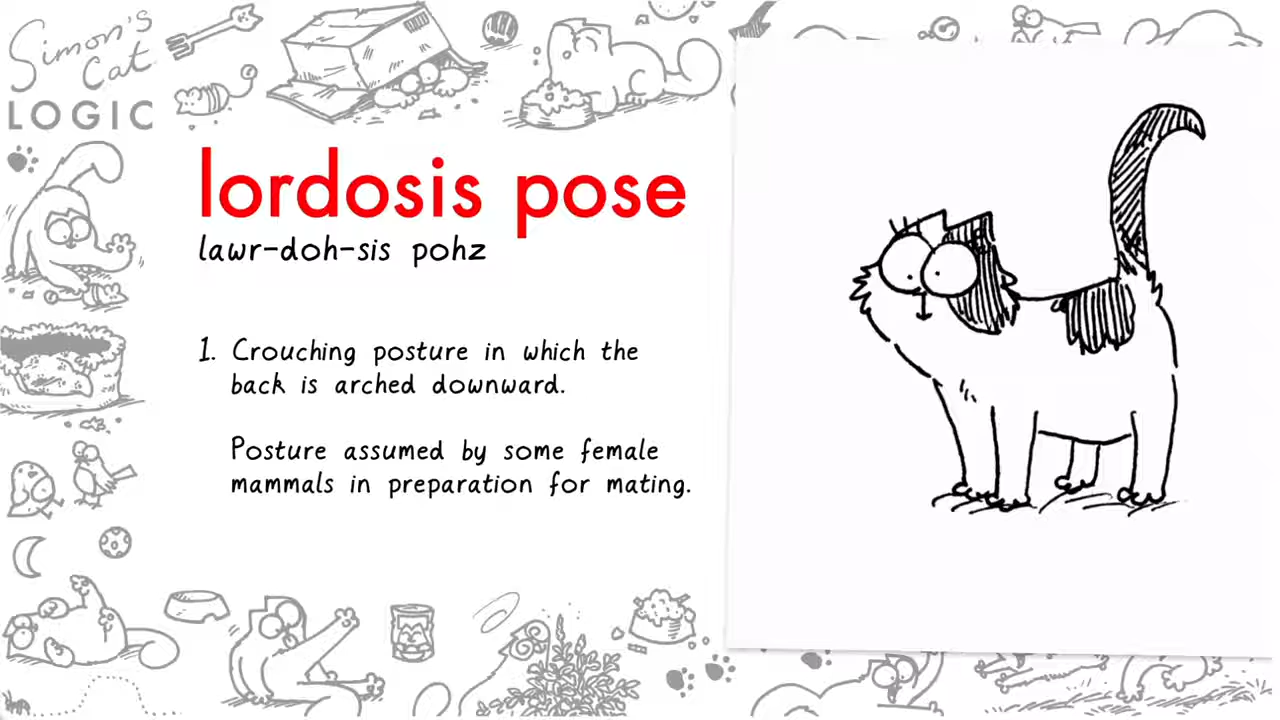 Simon's
Cat
LOGIC
lordosis pose
lawr-doh-sis pohz
1. Crouching posture in which the
back is arched downward.
Posture assumed by some female
mammals in preparation for mating.